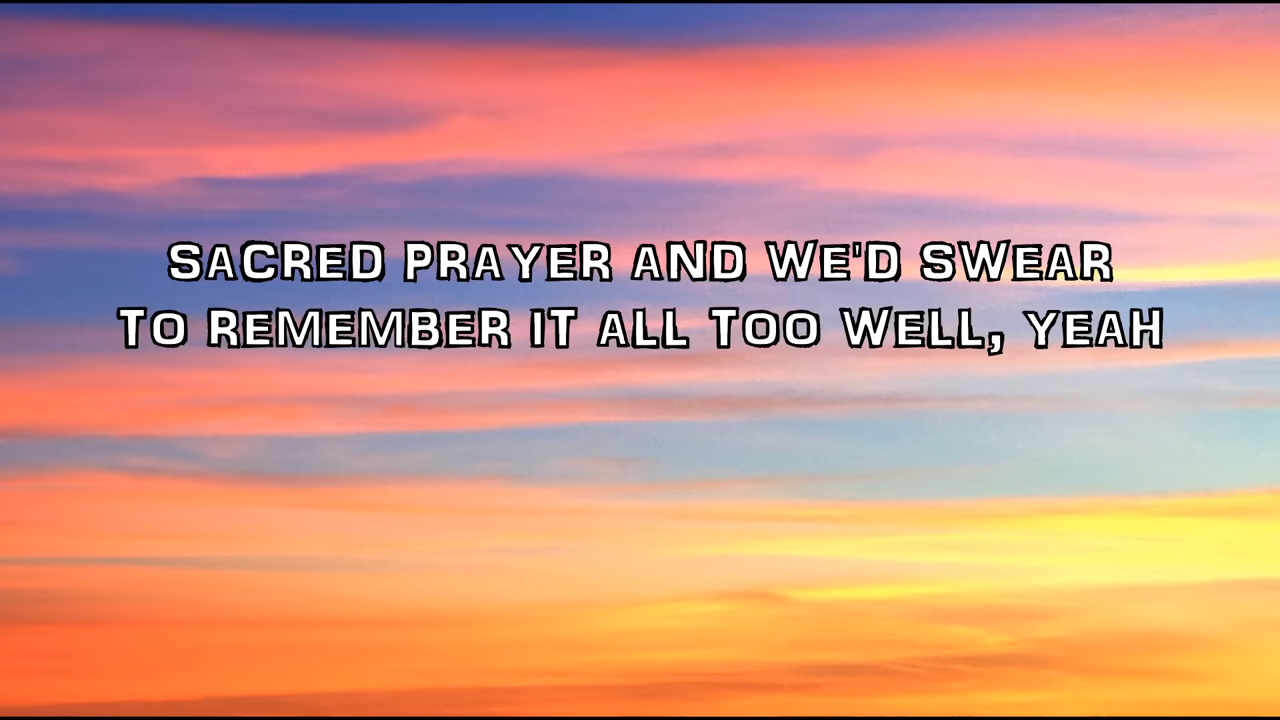 SACRED PRAYER AND WE'D SWEAR
TO REMEMBER IT ALL TOO WELL, YEAH